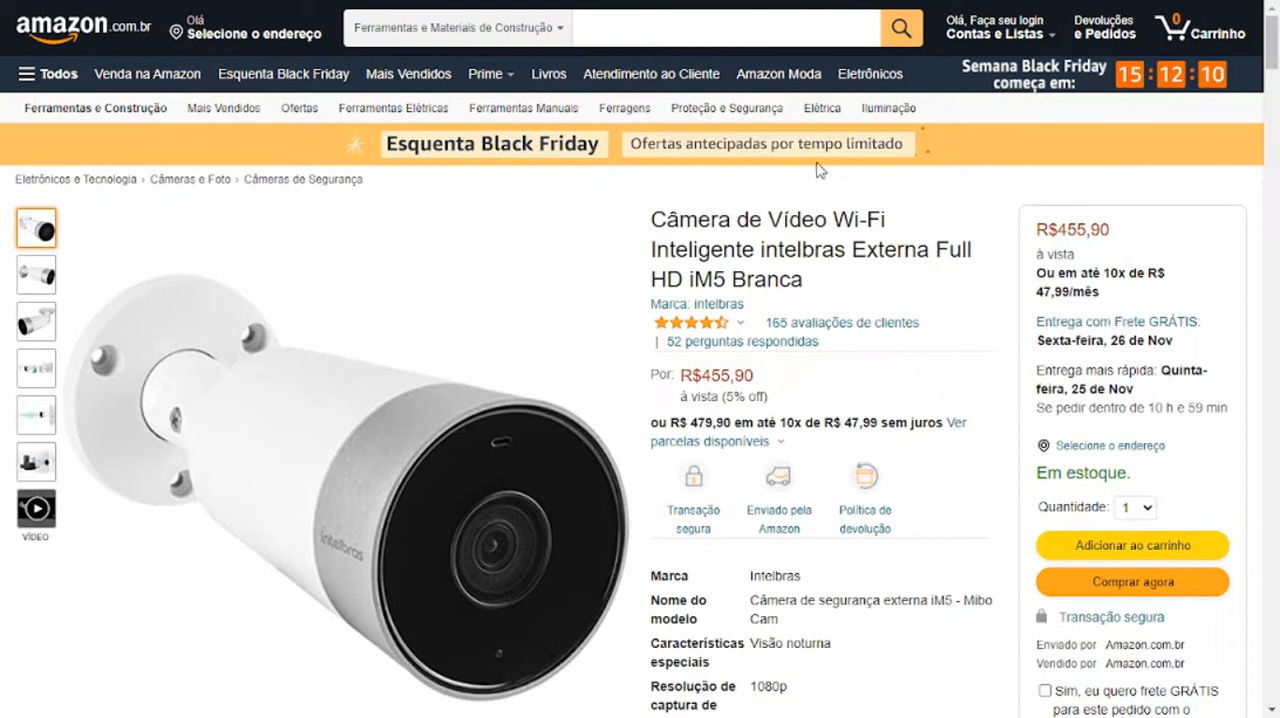 amazon.com.br
Olá
Selecione o endereço
Ferramentas e Materiais de Construção
Olá, Faça seu login
Contas e Listas
Devoluções
e Pedidos
0
Carrinho
Todos
Venda na Amazon
Esquenta Black Friday
Mais Vendidos
Prime
Livros
Atendimento ao Cliente
Amazon Moda
Eletrônicos
Semana Black Friday
começa em:
15 : 12 : 10
Ferramentas e Construção
Mais Vendidos
Ofertas
Ferramentas Elétricas
Ferramentas Manuais
Ferragens
Proteção e Segurança
Elétrica
Iluminação
Esquenta Black Friday
Ofertas antecipadas por tempo limitado
Eletrônicos e Tecnologia › Câmeras e Foto › Câmeras de Segurança
VÍDEO
intelbras
Câmera de Vídeo Wi-Fi
Inteligente intelbras Externa Full
HD iM5 Branca
Marca: intelbras
165 avaliações de clientes
| 52 perguntas respondidas
Por: R$455,90
à vista (5% off)
ou R$ 479,90 em até 10x de R$ 47,99 sem juros Ver
parcelas disponíveis
Transação
segura
Enviado pela
Amazon
Política de
devolução
Marca Intelbras
Nome do Câmera de segurança externa iM5 - Mibo
modelo Cam
Características Visão noturna
especiais
Resolução de 1080p
captura de
R$455,90
à vista
Ou em até 10x de R$
47,99/mês
Entrega com Frete GRÁTIS:
Sexta-feira, 26 de Nov
Entrega mais rápida: Quinta-
feira, 25 de Nov
Se pedir dentro de 10 h e 59 min
Selecione o endereço
Em estoque.
Quantidade: 1
Adicionar ao carrinho
Comprar agora
Transação segura
Enviado por Amazon.com.br
Vendido por Amazon.com.br
Sim, eu quero frete GRÁTIS
para este pedido com o